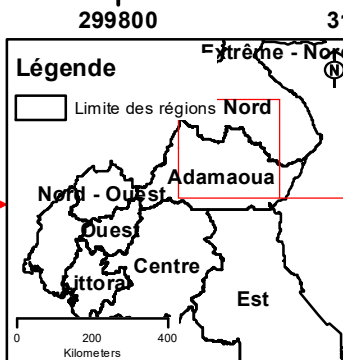 299800 31
Extrême - Nord
Légende
N
Limite des régions
Nord
Adamaoua
Nord - Ouest
Ouest
Centre
Littoral
Est
0 200 400
Kilometers